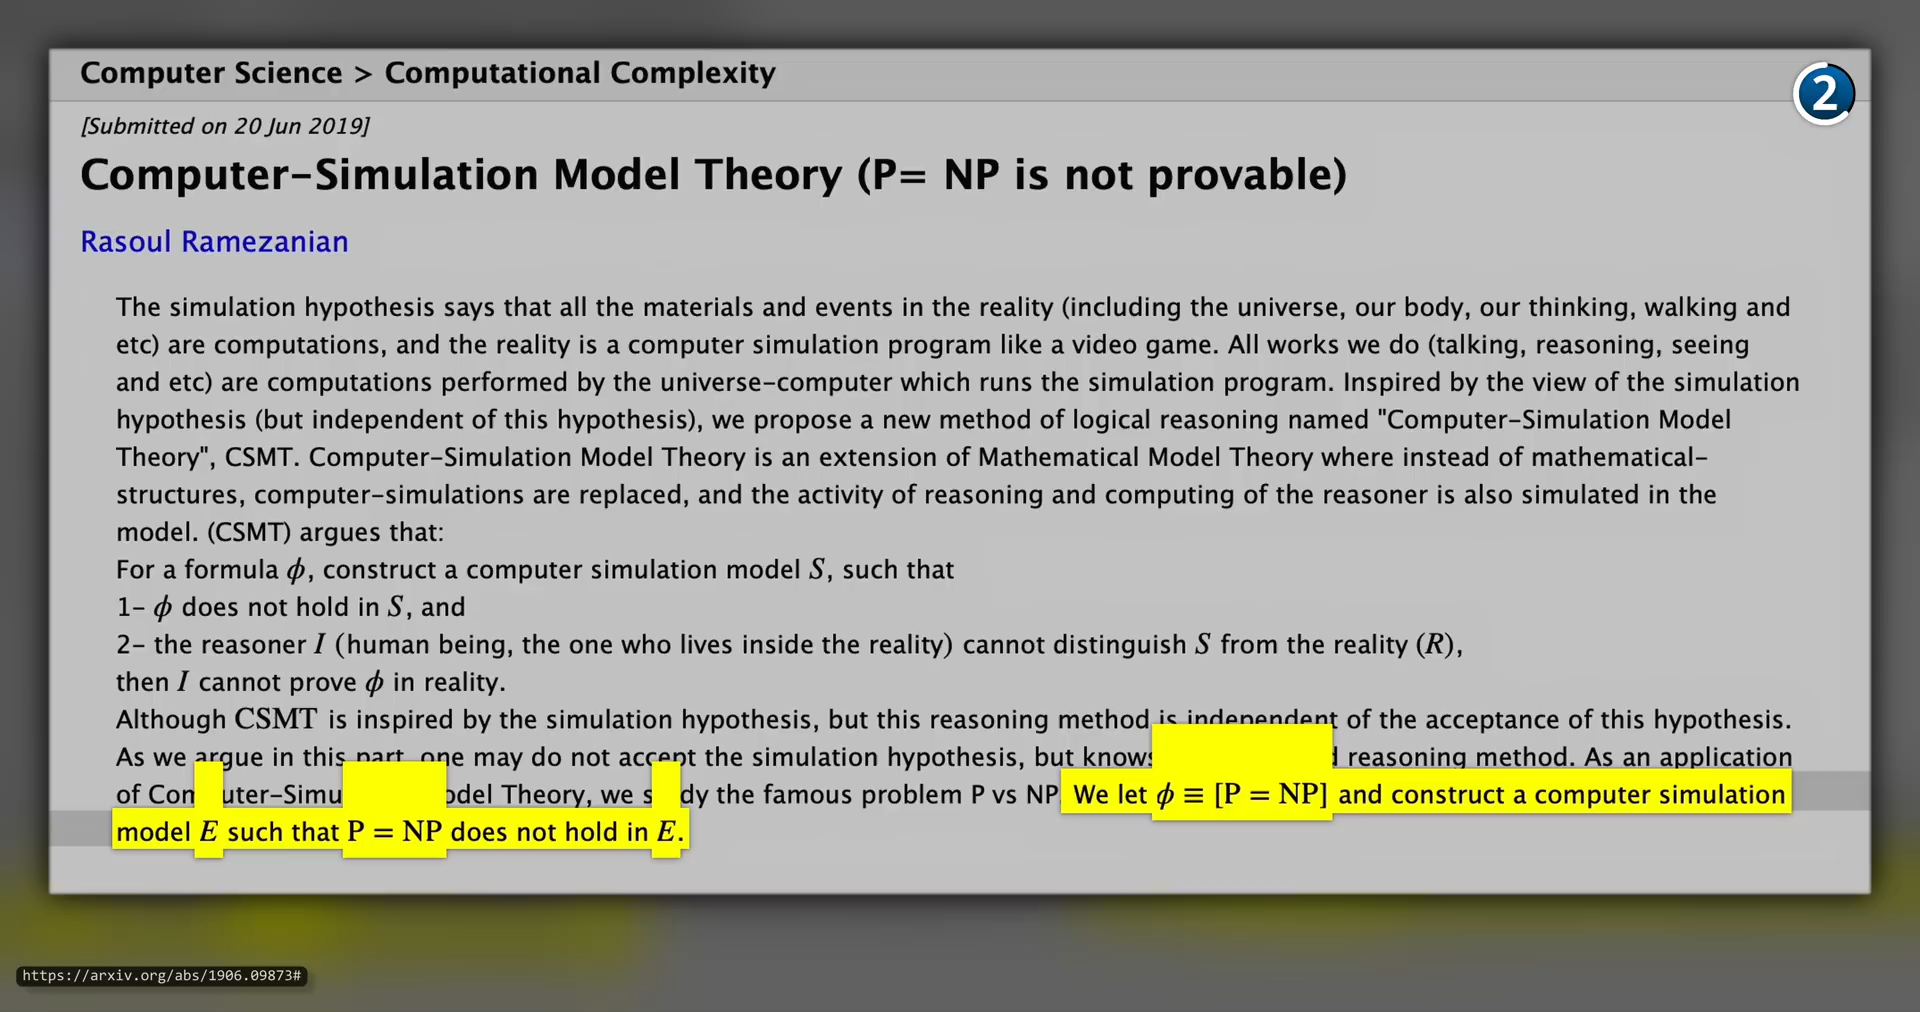 Computer Science > Computational Complexity
2
[Submitted on 20 Jun 2019]
Computer-Simulation Model Theory (P= NP is not provable)
Rasoul Ramezanian
The simulation hypothesis says that all the materials and events in the reality (including the universe, our body, our thinking, walking and
etc) are computations, and the reality is a computer simulation program like a video game. All works we do (talking, reasoning, seeing
and etc) are computations performed by the universe-computer which runs the simulation program. Inspired by the view of the simulation
hypothesis (but independent of this hypothesis), we propose a new method of logical reasoning named "Computer-Simulation Model
Theory", CSMT. Computer-Simulation Model Theory is an extension of Mathematical Model Theory where instead of mathematical-
structures, computer-simulations are replaced, and the activity of reasoning and computing of the reasoner is also simulated in the
model. (CSMT) argues that:
For a formula ϕ, construct a computer simulation model S, such that
1- ϕ does not hold in S, and
2- the reasoner I (human being, the one who lives inside the reality) cannot distinguish S from the reality (R),
then I cannot prove ϕ in reality.
Although CSMT is inspired by the simulation hypothesis, but this reasoning method is independent of the acceptance of this hypothesis.
As we argue in this part, one may do not accept the simulation hypothesis, but knows reasoning method. As an application
of Theory, we the famous problem P vs NP We let ϕ ≡ [P = NP] and construct a computer simulation
model E such that P = NP does not hold in E.
https://arxiv.org/abs/1906.09873#